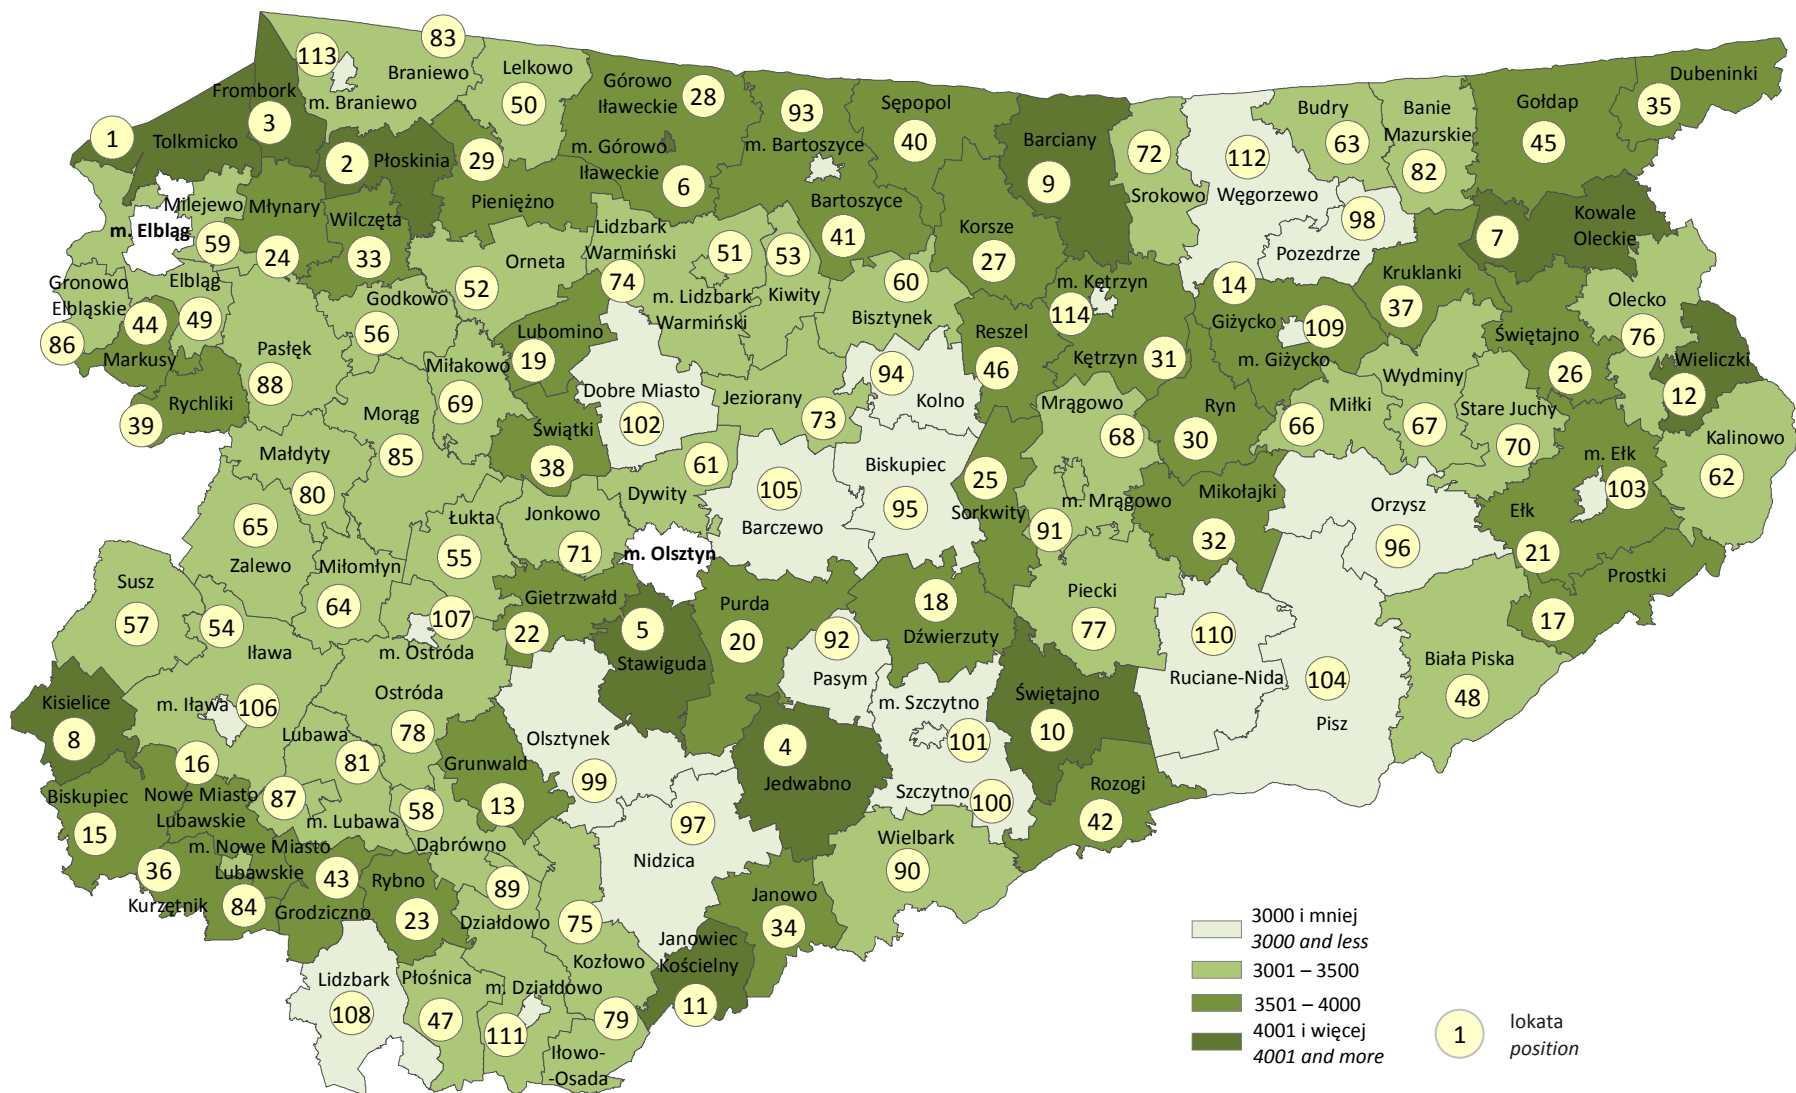 83
113
Braniewo
m. Braniewo
Lelkowo
50
Górowo
Iławeckie
28
93
Sępopol
40
Dubeninki
35
Gołdap
45
Banie
Mazurskie
82
Budry
63
Frombork
3
1
Tolkmicko
2
Płoskinia
29
Pieniężno
m. Górowo
Iławeckie
6
m. Bartoszyce
Bartoszyce
41
Barciany
9
72
Srokowo
112
Węgorzewo
98
Pozezdrze
Kowale
Oleckie
7
Milejewo
59
m. Elbląg
Młynary
24
Wilczęta
33
Orneta
52
Lidzbark
Warmiński
74
51
m. Lidzbark
Warmiński
53
Kiwity
60
Bisztynek
Korsze
27
m. Kętrzyn
114
14
Giżycko
109
m. Giżycko
Kruklanki
37
Olecko
76
Świętajno
26
Wieliczki
12
Gronowo
Elbląskie
86
Elbląg
49
44
Markusy
Godkowo
56
Pasłęk
88
Lubomino
19
Miłakowo
69
Dobre Miasto
102
Jeziorany
73
94
Kolno
Reszel
46
Kętrzyn
31
Wydminy
67
Stare Juchy
70
Rychliki
39
Morąg
85
Świątki
38
Mrągowo
68
Ryn
30
Miłki
66
Kalinowo
62
Małdyty
80
61
Dywity
105
Barczewo
Biskupiec
95
25
Sorkwity
m. Mrągowo
91
Mikołajki
32
Orzysz
96
m. Ełk
103
Ełk
21
65
Zalewo
Miłomłyn
64
Łukta
55
Jonkowo
71
m. Olsztyn
Susz
57
54
Iława
107
m. Ostróda
Gietrzwałd
22
5
Stawiguda
Purda
20
92
Pasym
18
Dźwierzuty
Piecki
77
110
Ruciane-Nida
104
Pisz
Biała Piska
48
Prostki
17
Kisielice
8
m. Iława
106
16
Ostróda
78
Lubawa
81
Olsztynek
99
Grunwald
13
4
Jedwabno
m. Szczytno
101
Szczytno
100
Świętajno
10
Rozogi
42
Biskupiec
15
Nowe Miasto
Lubawskie
87
m. Lubawa
58
Dąbrówno
97
Nidzica
Wielbark
90
m. Nowe Miasto
Lubawskie
36
Kurzętnik
84
43
Grodziczno
Rybno
23
89
Działdowo
75
Kozłowo
Janowo
34
Janowiec
Kościelny
11
Lidzbark
108
Płośnica
47
m. Działdowo
111
79
Iłowo-
-Osada
3000 i mniej
3000 and less
3001 – 3500
3501 – 4000
4001 i więcej
4001 and more
1
lokata
position